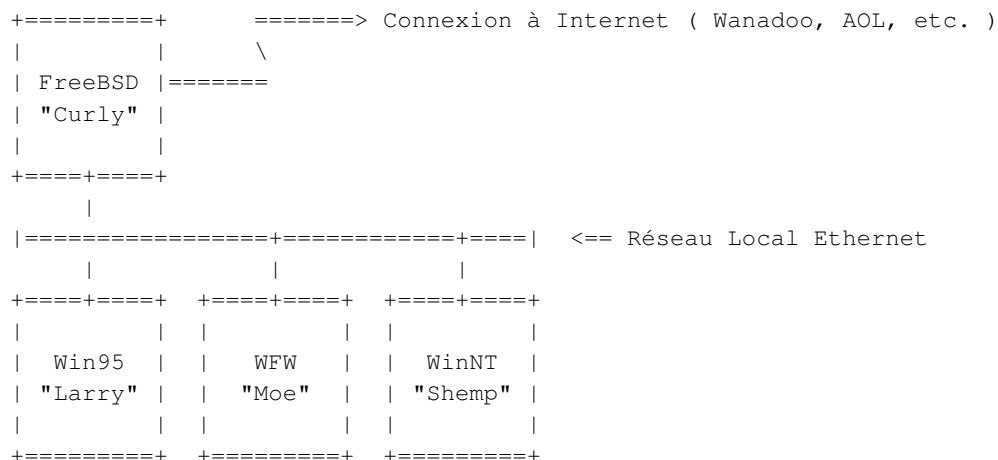 =======> Connexion à Internet ( Wanadoo, AOL, etc. )
FreeBSD
"Curly"
<== Réseau Local Ethernet
Win95 WFW WinNT
"Larry" "Moe" "Shemp"